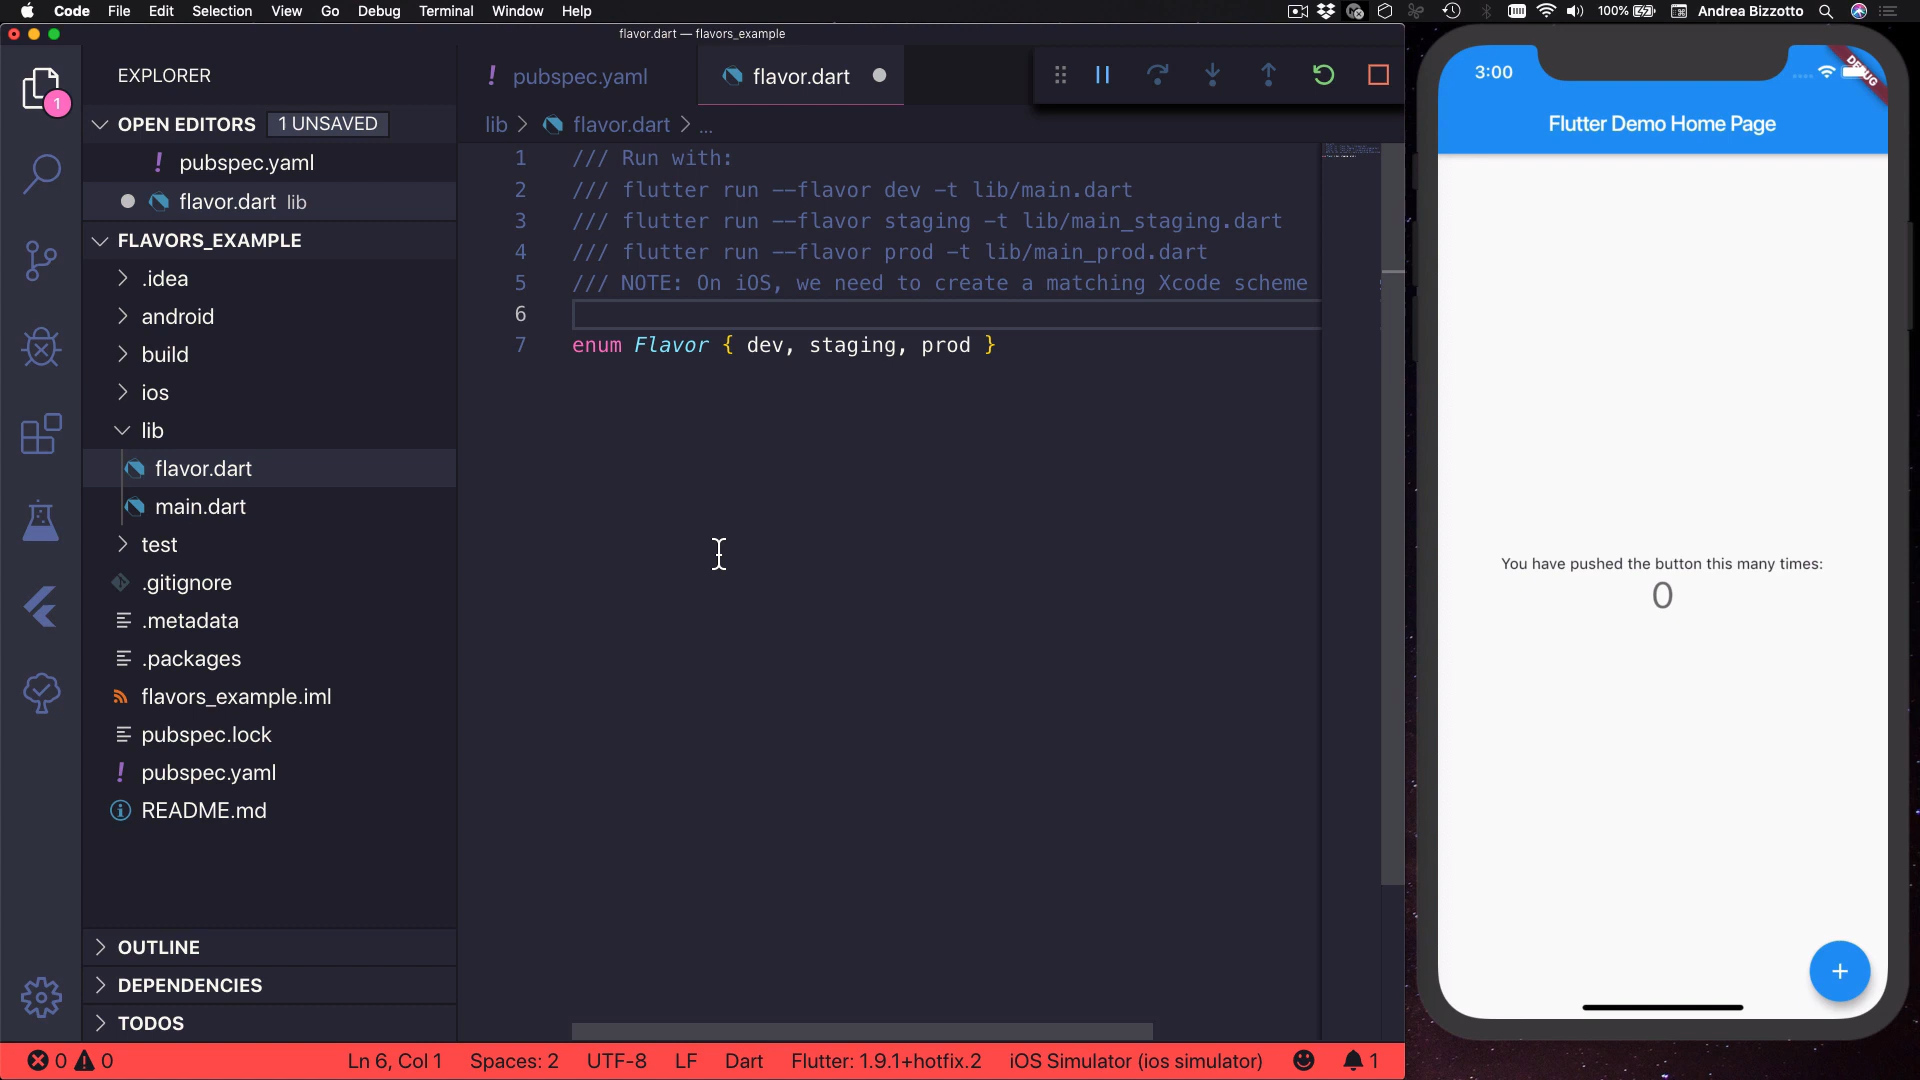 Code File Edit Selection View Go Debug Terminal Window Help
100% Andrea Bizzotto
flavor.dart — flavors_example
EXPLORER
1
OPEN EDITORS 1 UNSAVED
! pubspec.yaml
flavor.dart lib
FLAVORS_EXAMPLE
.idea
android
build
ios
lib
flavor.dart
main.dart
test
.gitignore
.metadata
.packages
flavors_example.iml
pubspec.lock
! pubspec.yaml
README.md
OUTLINE
DEPENDENCIES
TODOS
! pubspec.yaml
flavor.dart
lib > flavor.dart > ...
1 /// Run with:
2 /// flutter run --flavor dev -t lib/main.dart
3 /// flutter run --flavor staging -t lib/main_staging.dart
4 /// flutter run --flavor prod -t lib/main_prod.dart
5 /// NOTE: On iOS, we need to create a matching Xcode scheme
6
7 enum Flavor { dev, staging, prod }
0 0 Ln 6, Col 1 Spaces: 2 UTF-8 LF Dart Flutter: 1.9.1+hotfix.2 iOS Simulator (ios simulator) 1
3:00
DEBUG
Flutter Demo Home Page
You have pushed the button this many times:
0
+